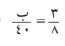 ٣/٨ = ب/٤٠